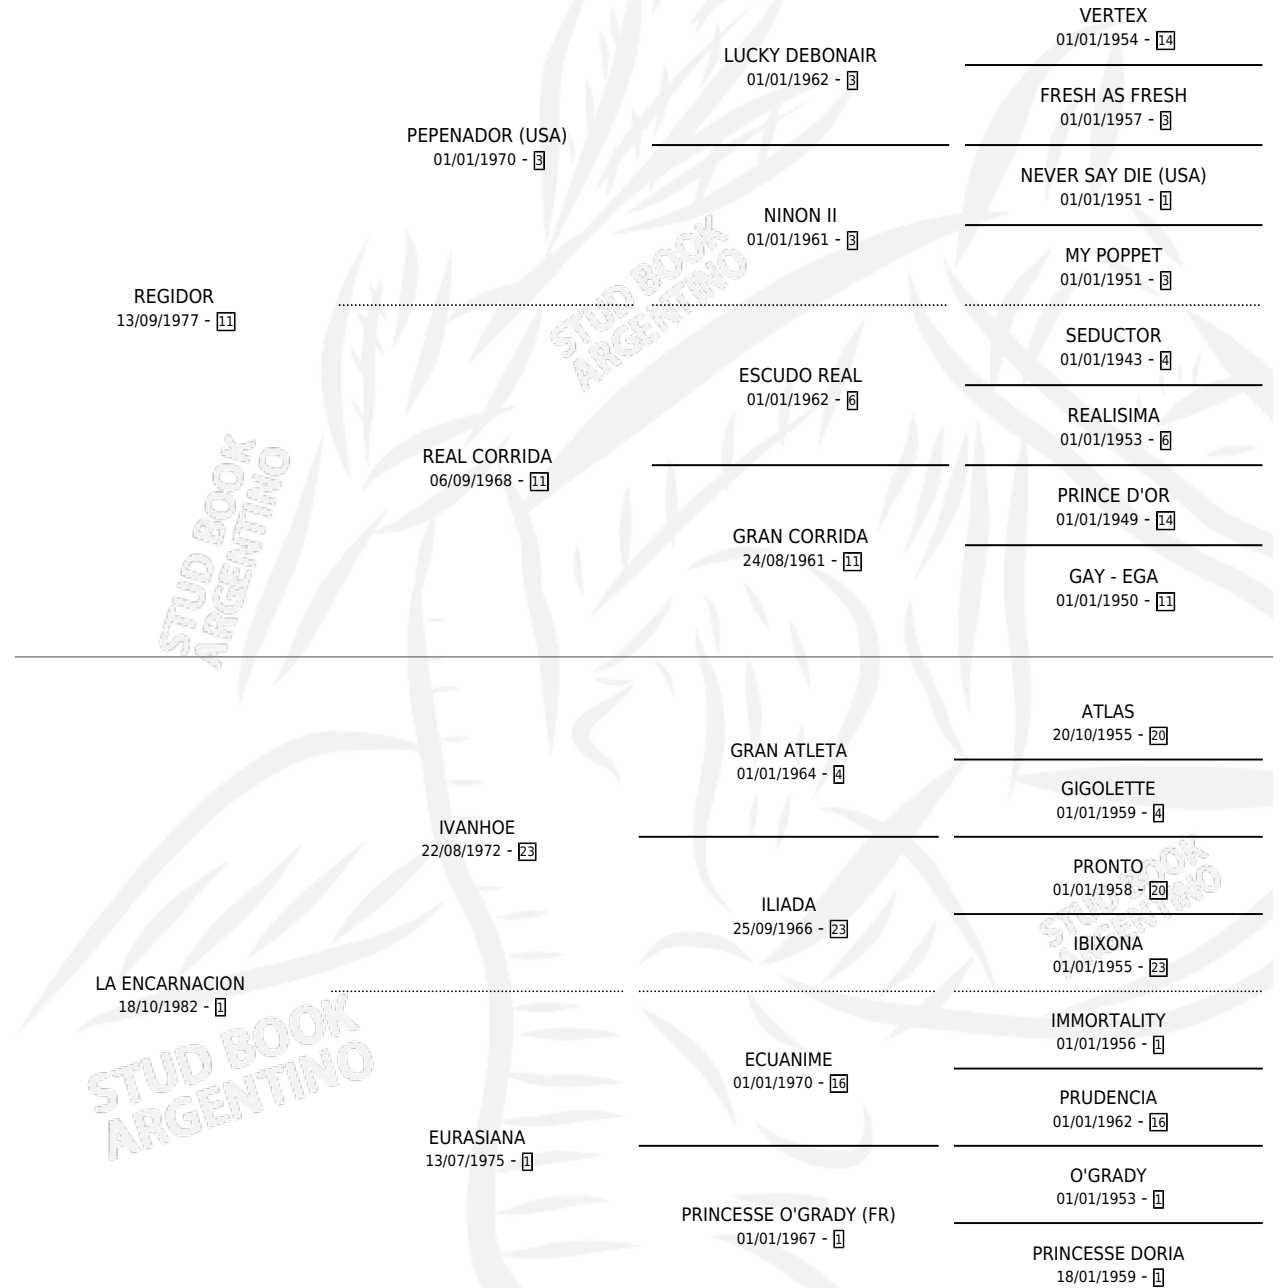 VERTEX
01/01/1954 - 14
LUCKY DEBONAIR
01/01/1962 - 3
FRESH AS FRESH
01/01/1957 - 3
PEPENADOR (USA)
01/01/1970 - 3
NEVER SAY DIE (USA)
01/01/1951 - 1
NINON II
01/01/1961 - 3
MY POPPET
01/01/1951 - 3
REGIDOR
13/09/1977 - 11
SEDUCTOR
01/01/1943 - 4
ESCUDO REAL
01/01/1962 - 6
REALISIMA
01/01/1953 - 6
REAL CORRIDA
06/09/1968 - 11
PRINCE D'OR
01/01/1949 - 14
GRAN CORRIDA
24/08/1961 - 11
GAY - EGA
01/01/1950 - 11
ATLAS
20/10/1955 - 20
GRAN ATLETA
01/01/1964 - 4
GIGOLETTE
01/01/1959 - 4
IVANHOE
22/08/1972 - 23
PRONTO
01/01/1958 - 20
ILIADA
25/09/1966 - 23
IBIXONA
01/01/1955 - 23
LA ENCARNACION
18/10/1982 - 1
IMMORTALITY
01/01/1956 - 1
ECUANIME
01/01/1970 - 16
PRUDENCIA
01/01/1962 - 16
EURASIANA
13/07/1975 - 1
O'GRADY
01/01/1953 - 1
PRINCESSE O'GRADY (FR)
01/01/1967 - 1
PRINCESSE DORIA
18/01/1959 - 1
STUD BOOK
ARGENTINO
STUD BOOK
ARGENTINO
STUD BOOK
ARGENTINO
STUD BOOK
ARGENTINO